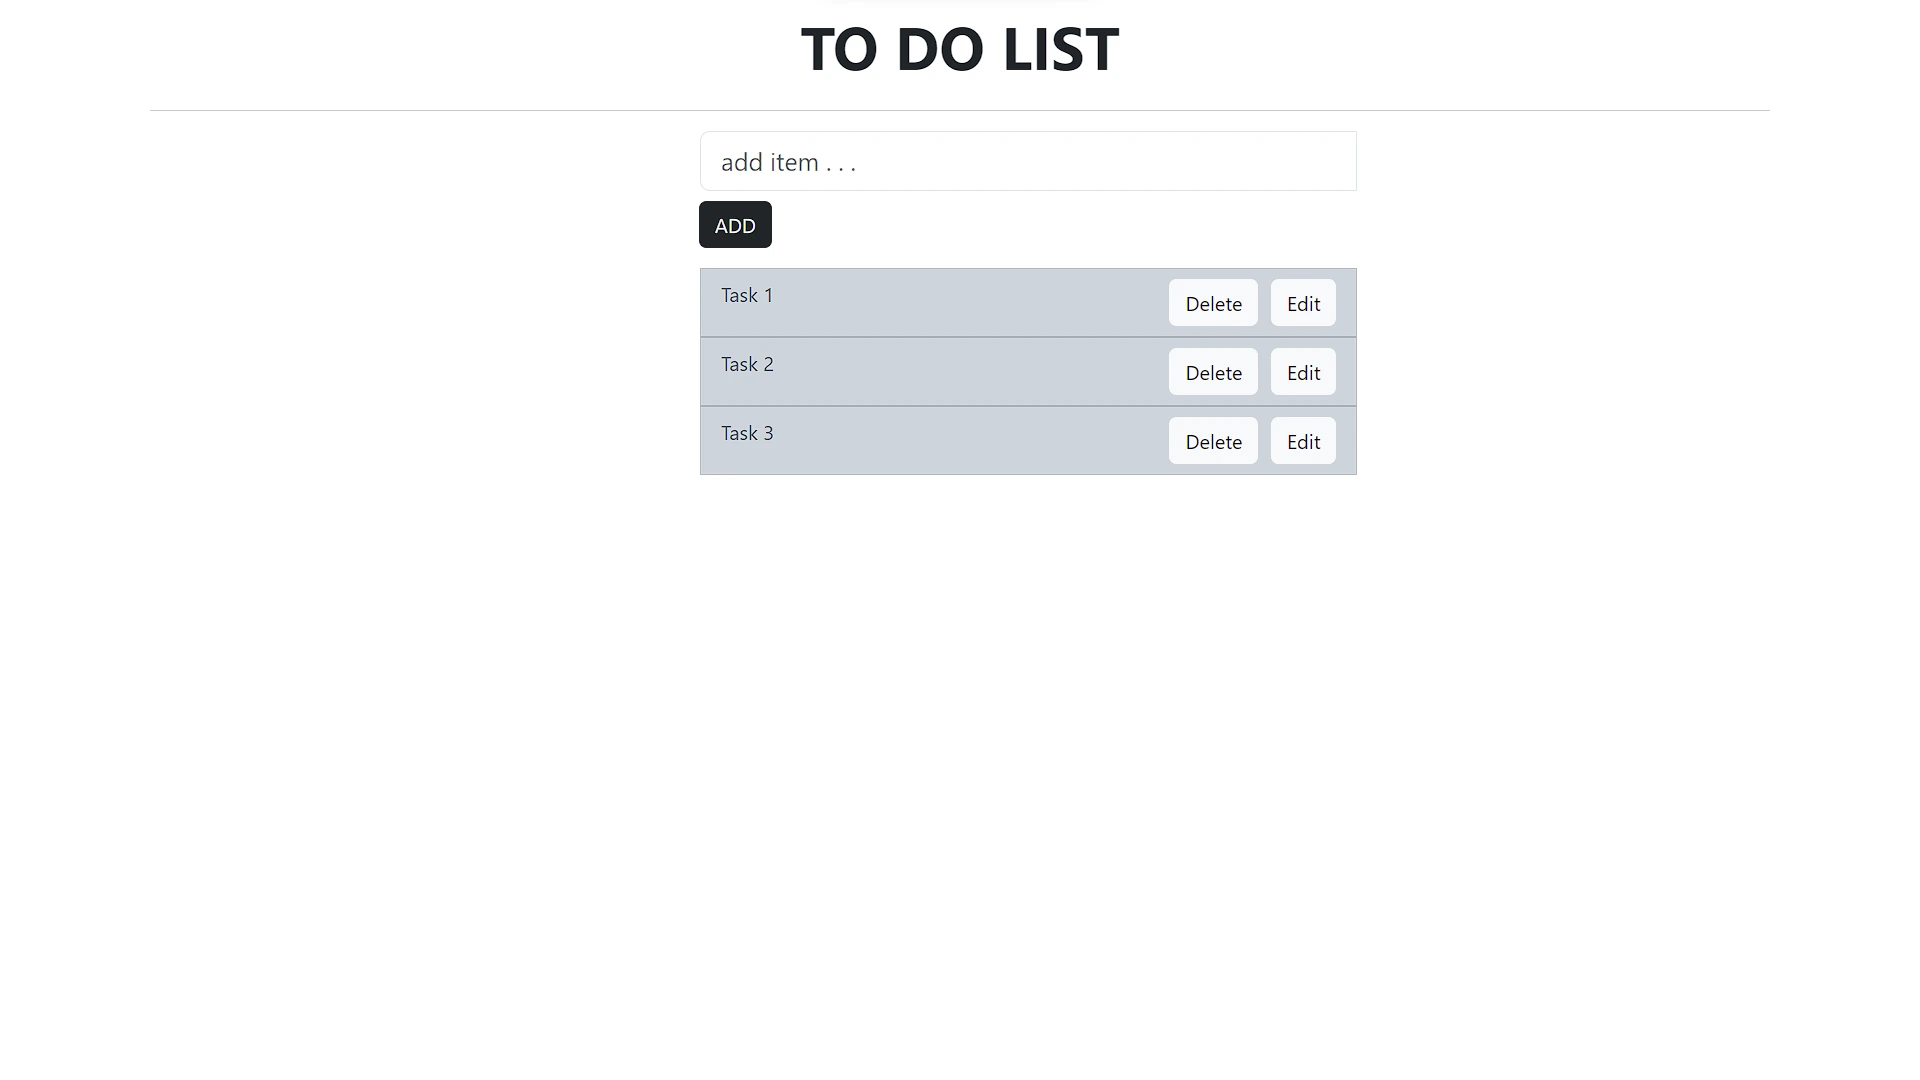 TO DO LIST
add item . . .
ADD
Task 1 Delete Edit
Task 2 Delete Edit
Task 3 Delete Edit